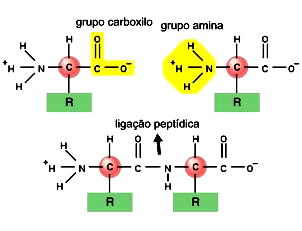 grupo carboxilo
grupo amina
H H O
H N C C O−
+ H R
H H O
+ H N C C O−
H R
ligação peptídica
H H O H O
H N C C N C C O−
+ H R H R